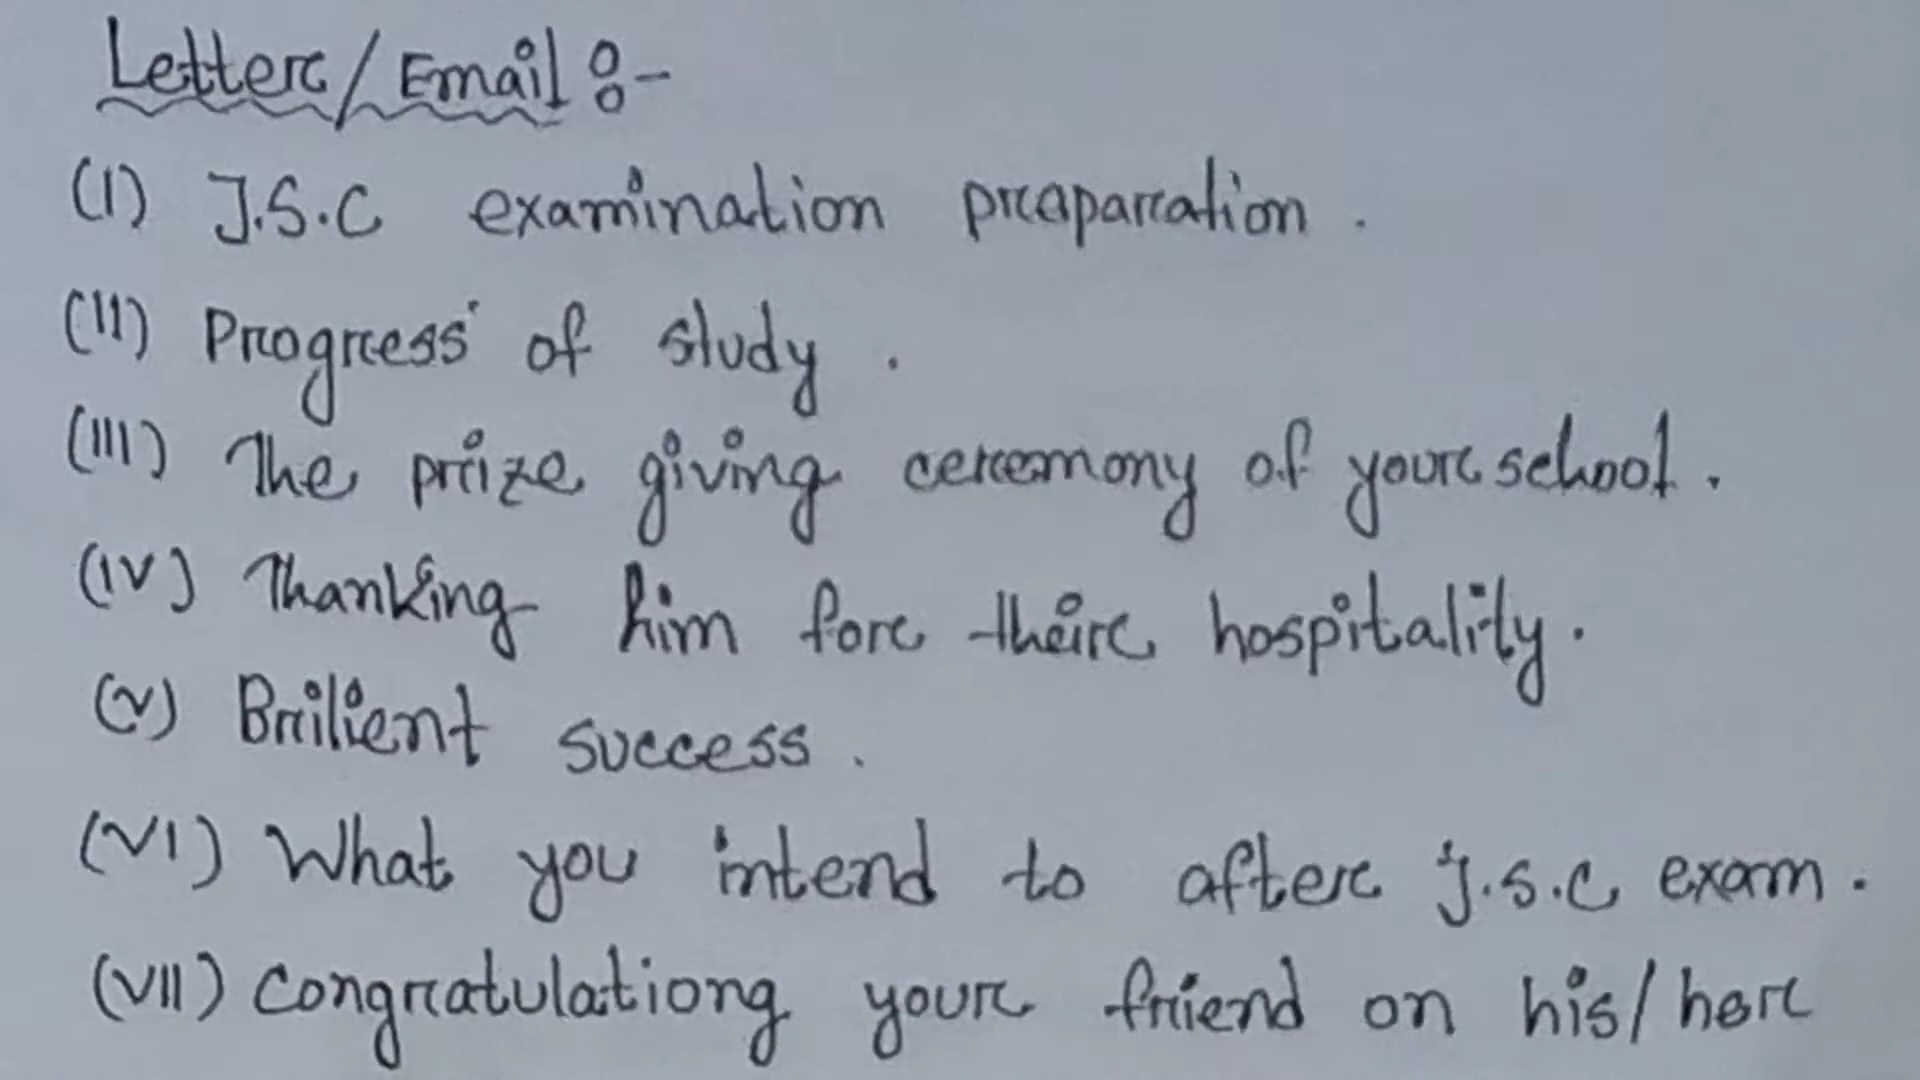 Letter/Email :-
(I) J.S.C examination preaparation.
(II) Progress of study.
(III) The prize giving ceremony of your school.
(IV) Thanking him for their hospitality.
(V) Brilient success.
(VI) What you intend to after J.S.C exam.
(VII) Congratulationg your friend on his/her